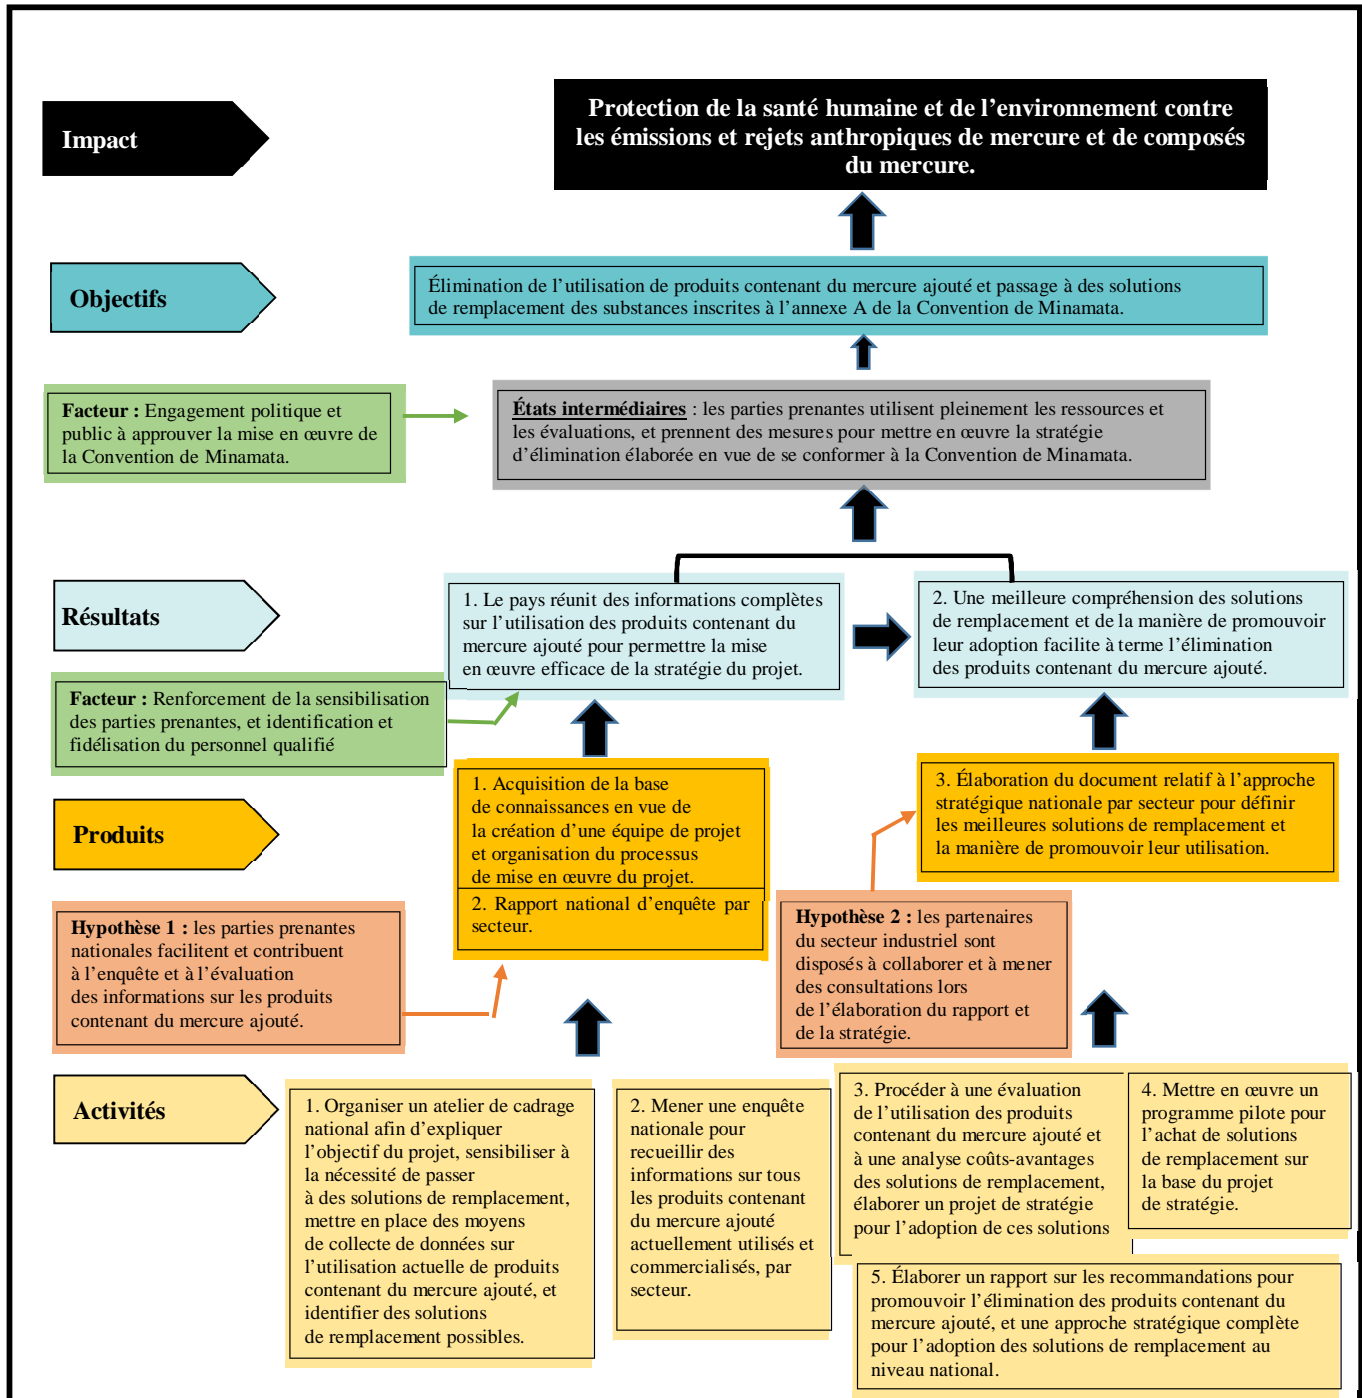 Impact
Protection de la santé humaine et de l’environnement contre
les émissions et rejets anthropiques de mercure et de composés
du mercure.
Objectifs
Élimination de l’utilisation de produits contenant du mercure ajouté et passage à des solutions
de remplacement des substances inscrites à l’annexe A de la Convention de Minamata.
Facteur : Engagement politique et
public à approuver la mise en œuvre de
la Convention de Minamata.
États intermédiaires : les parties prenantes utilisent pleinement les ressources et
les évaluations, et prennent des mesures pour mettre en œuvre la stratégie
d’élimination élaborée en vue de se conformer à la Convention de Minamata.
Résultats
1. Le pays réunit des informations complètes
sur l’utilisation des produits contenant du
mercure ajouté pour permettre la mise
en œuvre efficace de la stratégie du projet.
2. Une meilleure compréhension des solutions
de remplacement et de la manière de promouvoir
leur adoption facilite à terme l’élimination
des produits contenant du mercure ajouté.
Facteur : Renforcement de la sensibilisation
des parties prenantes, et identification et
fidélisation du personnel qualifié
Produits
1. Acquisition de la base
de connaissances en vue de
la création d’une équipe de projet
et organisation du processus
de mise en œuvre du projet.
2. Rapport national d’enquête par
secteur.
3. Élaboration du document relatif à l’approche
stratégique nationale par secteur pour définir
les meilleures solutions de remplacement et
la manière de promouvoir leur utilisation.
Hypothèse 1 : les parties prenantes
nationales facilitent et contribuent
à l’enquête et à l’évaluation
des informations sur les produits
contenant du mercure ajouté.
Hypothèse 2 : les partenaires
du secteur industriel sont
disposés à collaborer et à mener
des consultations lors
de l’élaboration du rapport et
de la stratégie.
Activités
1. Organiser un atelier de cadrage
national afin d’expliquer
l’objectif du projet, sensibiliser à
la nécessité de passer
à des solutions de remplacement,
mettre en place des moyens
de collecte de données sur
l’utilisation actuelle de produits
contenant du mercure ajouté, et
identifier des solutions
de remplacement possibles.
2. Mener une enquête
nationale pour
recueillir des
informations sur tous
les produits contenant
du mercure ajouté
actuellement utilisés et
commercialisés, par
secteur.
3. Procéder à une évaluation
de l’utilisation des produits
contenant du mercure ajouté et
à une analyse coûts-avantages
des solutions de remplacement,
élaborer un projet de stratégie
pour l’adoption de ces solutions
4. Mettre en œuvre un
programme pilote pour
l’achat de solutions
de remplacement sur
la base du projet
de stratégie.
5. Élaborer un rapport sur les recommandations pour
promouvoir l’élimination des produits contenant du
mercure ajouté, et une approche stratégique complète
pour l’adoption des solutions de remplacement au
niveau national.